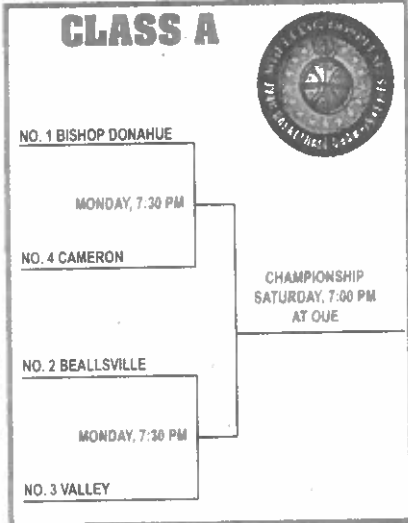 CLASS A
NO. 1 BISHOP DONAHUE
MONDAY, 7:30 PM
NO. 4 CAMERON
CHAMPIONSHIP
SATURDAY, 7:00 PM
AT OUE
NO. 2 BEALLSVILLE
MONDAY, 7:30 PM
NO. 3 VALLEY